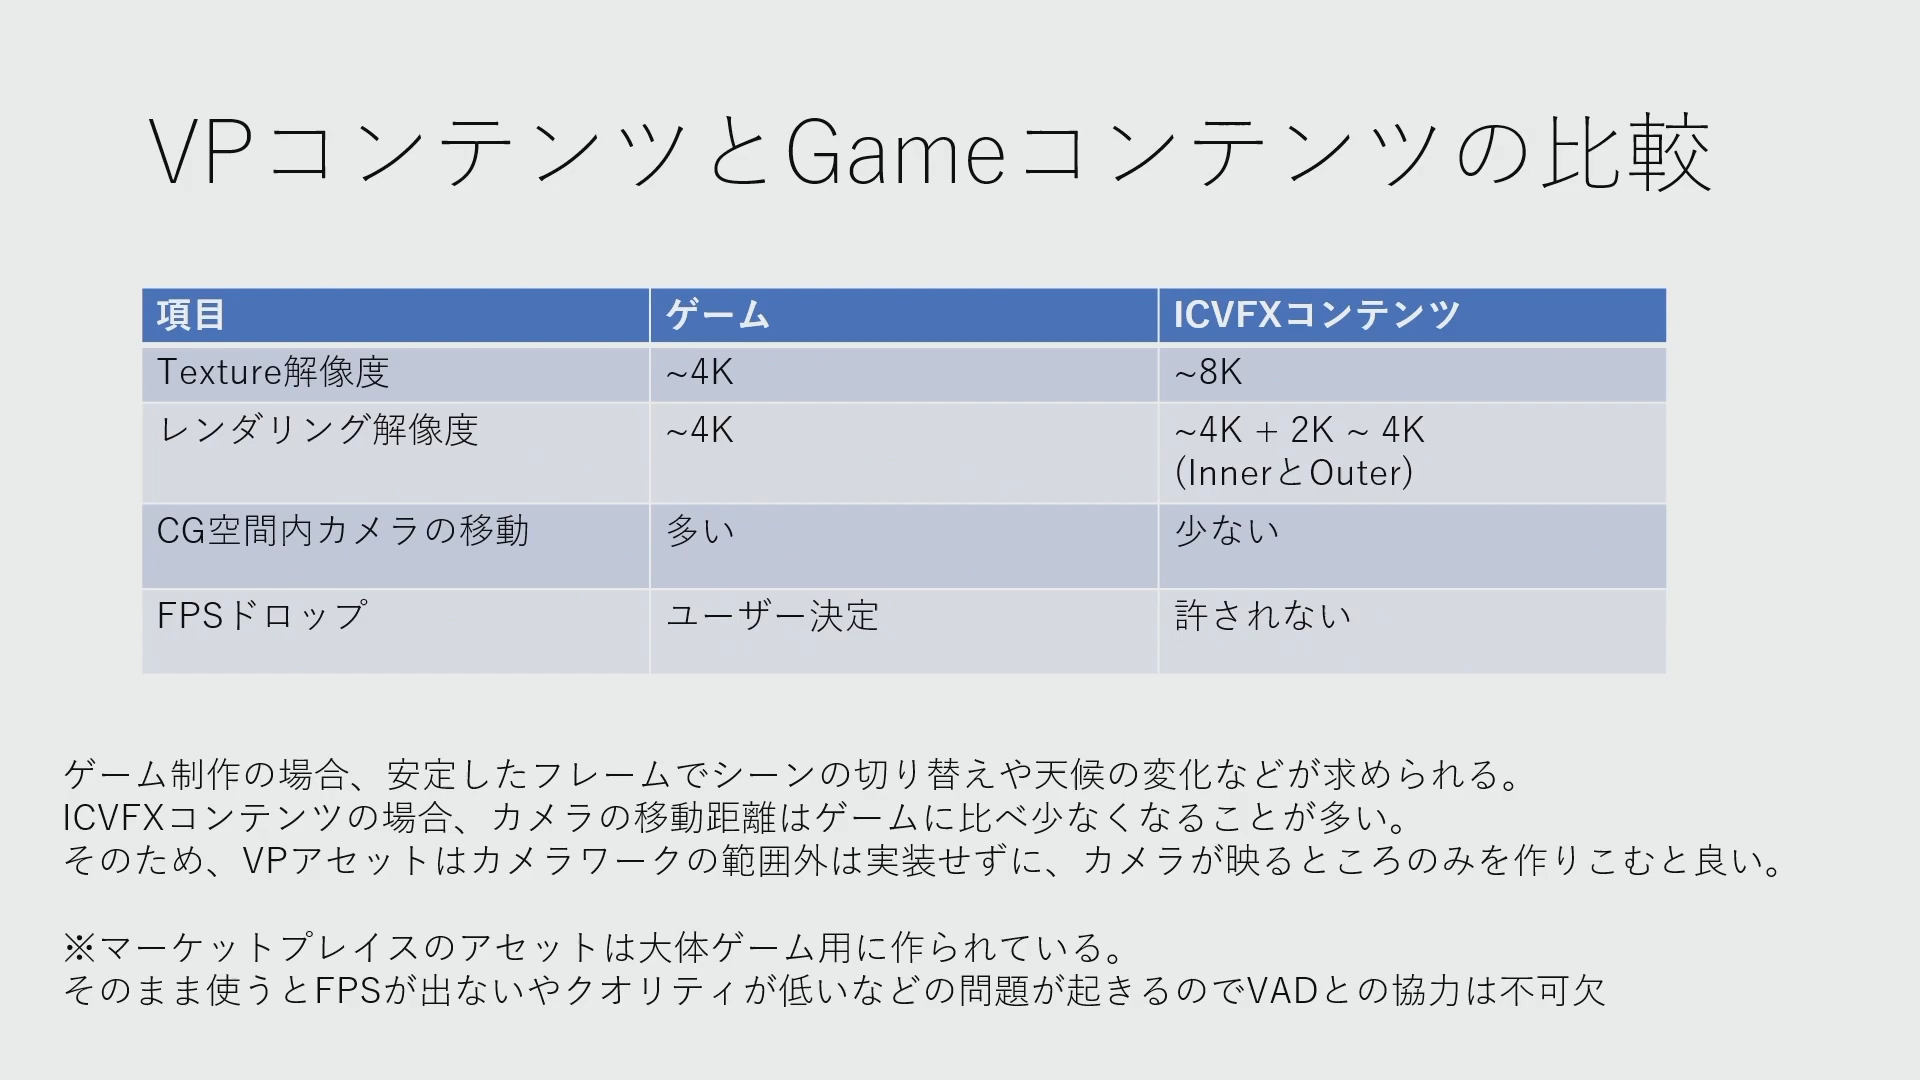 VPコンテンツとGameコンテンツの比較
項目 ゲーム ICVFXコンテンツ
Texture解像度 ~4K ~8K
レンダリング解像度 ~4K ~4K + 2K ~ 4K
(InnerとOuter)
CG空間内カメラの移動 多い 少ない
FPSドロップ ユーザー決定 許されない
ゲーム制作の場合、安定したフレームでシーンの切り替えや天候の変化などが求められる。
ICVFXコンテンツの場合、カメラの移動距離はゲームに比べ少なくなることが多い。
そのため、VPアセットはカメラワークの範囲外は実装せずに、カメラが映るところのみを作りこむと良い。
※マーケットプレイスのアセットは大体ゲーム用に作られている。
そのまま使うとFPSが出ないやクオリティが低いなどの問題が起きるのでVADとの協力は不可欠